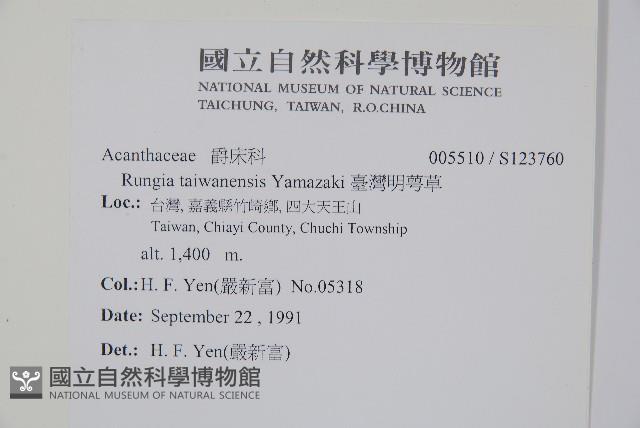 國立自然科學博物館
NATIONAL MUSEUM OF NATURAL SCIENCE
TAICHUNG, TAIWAN, R.O.CHINA
Acanthaceae 爵床科 005510 / S123760
Rungia taiwanensis Yamazaki 臺灣明萼草
Loc.: 台灣, 嘉義縣竹崎鄉, 四大天王山
Taiwan, Chiayi County, Chuchi Township
alt. 1,400 m.
Col.: H. F. Yen(嚴新富) No.05318
Date: September 22 , 1991
Det.: H. F. Yen(嚴新富)
國立自然科學博物館
NATIONAL MUSEUM OF NATURAL SCIENCE